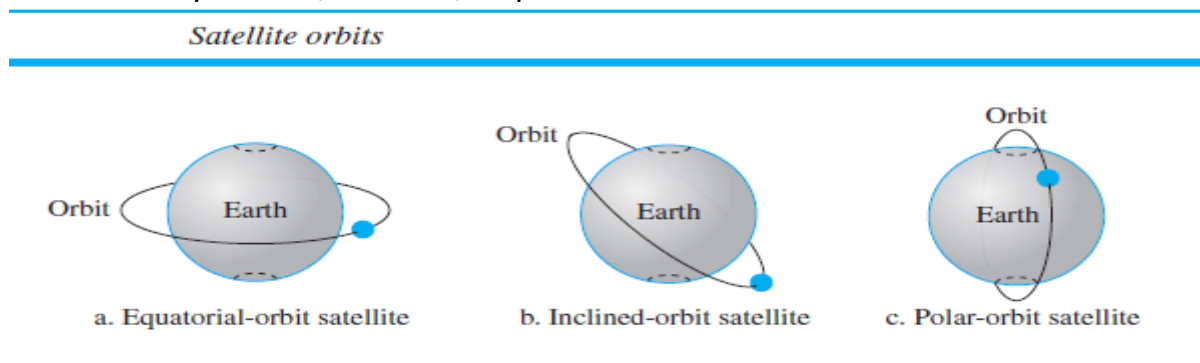 Satellite orbits
Orbit
Earth
a. Equatorial-orbit satellite
Orbit
Earth
b. Inclined-orbit satellite
Orbit
Earth
c. Polar-orbit satellite